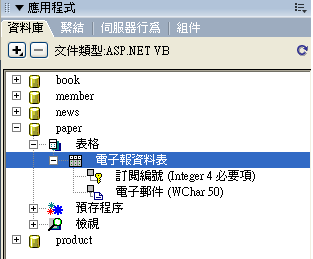 應用程式
資料庫 繫結 伺服器行為 組件
文件類型:ASP.NET VB
book
member
news
paper
表格
電子報資料表
訂閱編號 (Integer 4 必要項)
電子郵件 (WChar 50)
預存程序
檢視
product